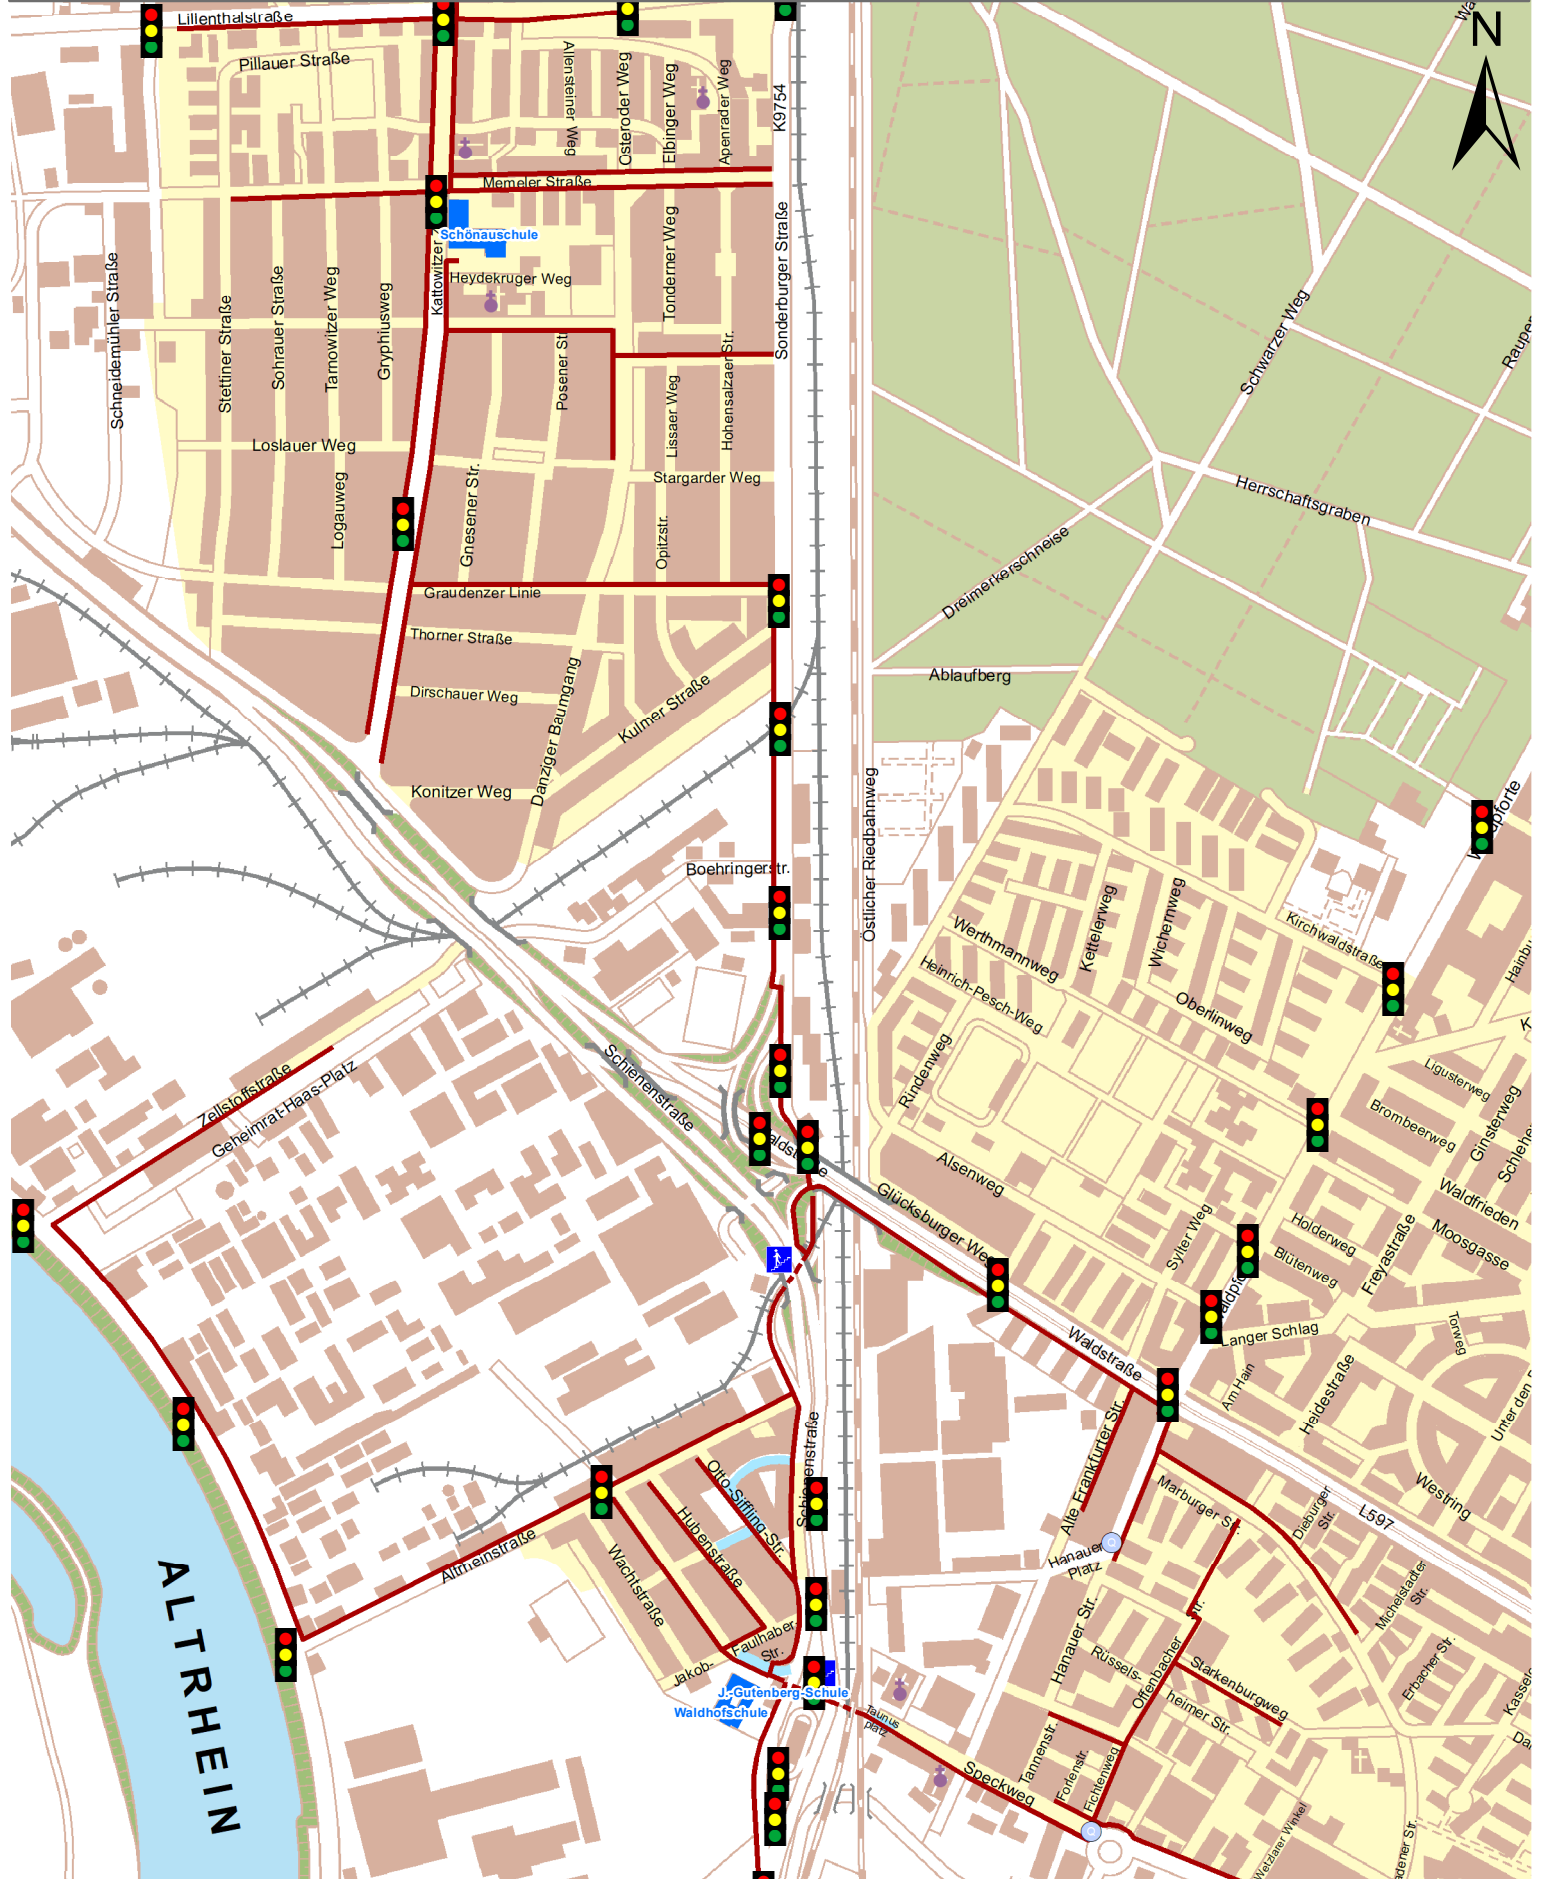 Lilienthalstraße
Pillauer Straße
Allensteiner Weg
Osteroder Weg
Elbinger Weg
Apenrader Weg
K9754
N
Memeler Straße
Schönauschule
Kattowitzer
Heydekruger Weg
Tonderner Weg
Sonderburger Straße
Schneidemühler Straße
Stettiner Straße
Sohrauer Straße
Tarnowitzer Weg
Gryphiusweg
Posener Str.
Lissaer Weg
Hohensalzaer Str.
Schwarzer Weg
Loslauer Weg
Logauweg
Gnesener Str.
Stargarder Weg
Opitzstr.
Herrschaftsgraben
Dreimerkerschneise
Graudenzer Linie
Thorner Straße
Dirschauer Weg
Danziger Baumgang
Kulmer Straße
Ablaufberg
Konitzer Weg
Boehringerstr.
Östlicher Riedbahnweg
Werthmannweg
Kettelerweg
Wichernweg
Kirchwaldstraße
Heinrich-Pesch-Weg
Oberlinweg
Rindenweg
Zellstoffstraße
Geheimrat-Haas-Platz
Schienenstraße
Ligusterweg
Brombeerweg
Ginsterweg
Alsenweg
Glücksburger Weg
Sylter Weg
Holderweg
Blütenweg
Freyastraße
Waldfrieden
Moosgasse
Langer Schlag
Torweg
Waldstraße
Am Hain
Heidestraße
Westring
L597
Alte Frankfurter Str.
Marburger Str.
Dieburger
Str.
Hanauer
Platz
Michelstadter
Str.
Otto-Siffling-Str.
Hubenstraße
Wachtstraße
Schienenstraße
Altrheinstraße
Jakob-
Faulhaber-
Str.
J.-Gutenberg-Schule
Waldhofschule
Taunus
platz
Hanauer Str.
Rüssels-
heimer Str.
Offenbacher
Str.
Starkenburgweg
Erbacher Str.
Tannenstr.
Forlenstr.
Fichtenweg
Speckweg
Wetzlarer Winkel
ALTRHEIN